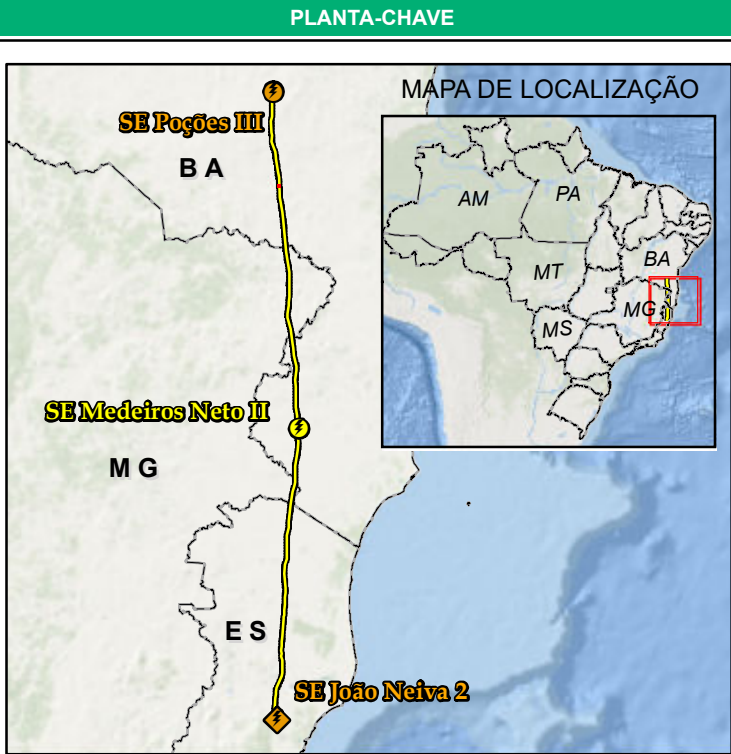 PLANTA-CHAVE
MAPA DE LOCALIZAÇÃO
SE Poções III
B A
AM
PA
BA
MT
MG
MS
SE Medeiros Neto II
M G
E S
SE João Neiva 2